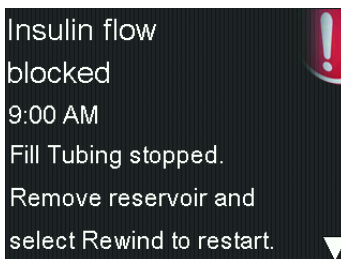 Insulin flow
blocked
9:00 AM
Fill Tubing stopped.
Remove reservoir and
select Rewind to restart.